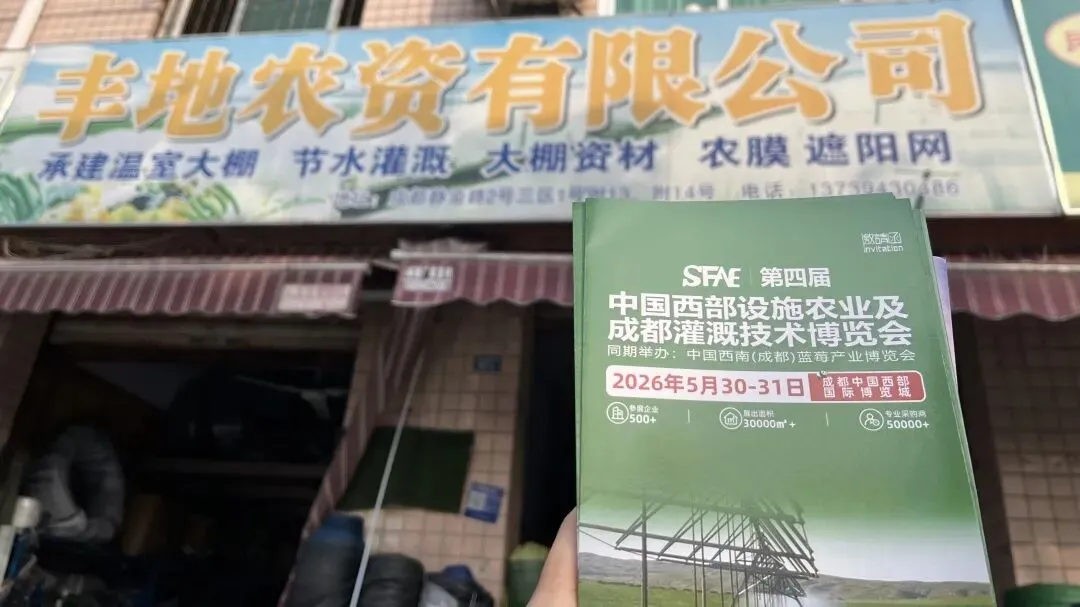 丰地农资有限公司
承建温室大棚 节水灌溉 大棚资材 农膜 遮阳网
附14号 电话:
邀请函
invitation
SFAE 第四届
中国西部设施农业及
成都灌溉技术博览会
同期举办：中国西南(成都)蓝莓产业博览会
2026年5月30-31日
成都中国西部
国际博览城
参展企业
500+
展出面积
30000㎡+
专业采购商
50000+